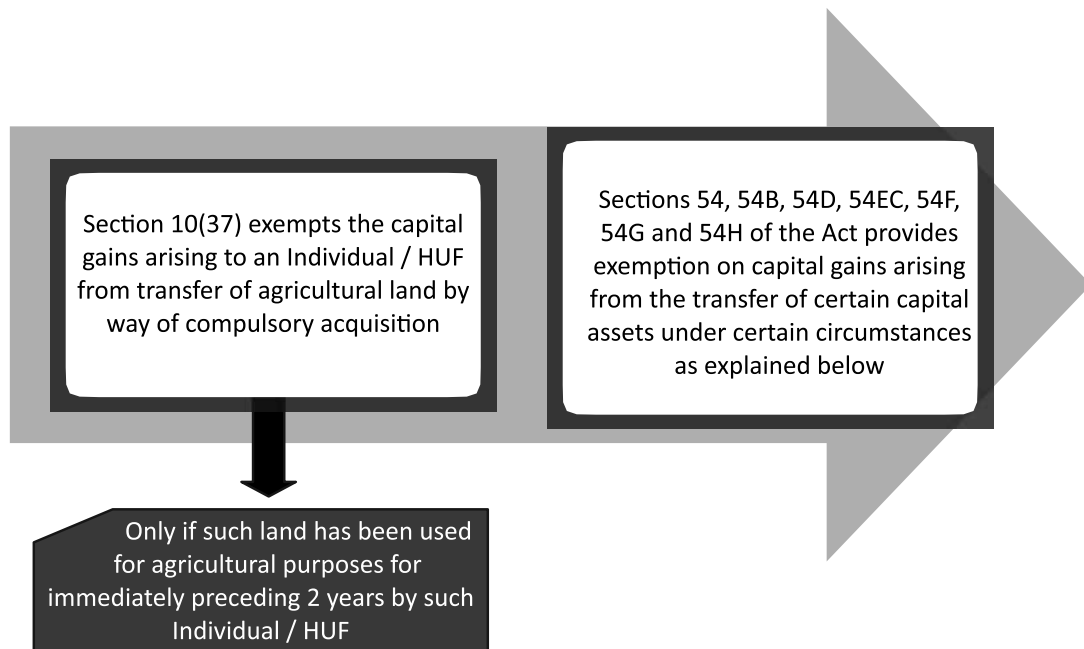 Section 10(37) exempts the capital
gains arising to an Individual / HUF
from transfer of agricultural land by
way of compulsory acquisition
Sections 54, 54B, 54D, 54EC, 54F,
54G and 54H of the Act provides
exemption on capital gains arising
from the transfer of certain capital
assets under certain circumstances
as explained below
Only if such land has been used
for agricultural purposes for
immediately preceding 2 years by such
Individual / HUF